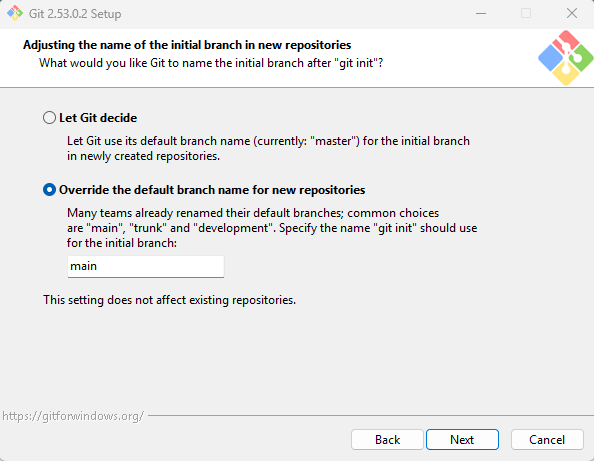 Git 2.53.0.2 Setup
Adjusting the name of the initial branch in new repositories
What would you like Git to name the initial branch after "git init"?
Let Git decide
Let Git use its default branch name (currently: "master") for the initial branch
in newly created repositories.
Override the default branch name for new repositories
Many teams already renamed their default branches; common choices
are "main", "trunk" and "development". Specify the name "git init" should use
for the initial branch:
main
This setting does not affect existing repositories.
https://gitforwindows.org/
Back
Next
Cancel